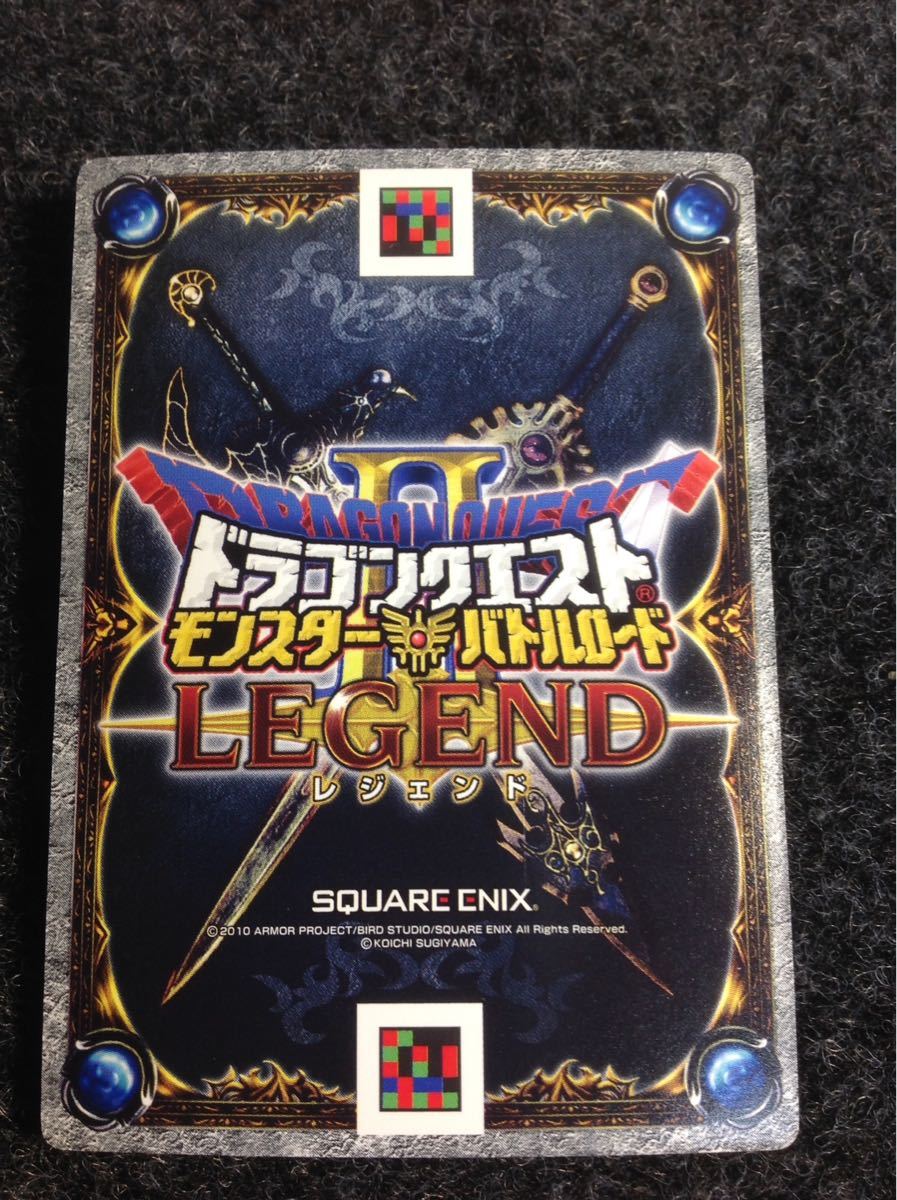 DRAGON QUEST
II
ドラゴンクエスト®
モンスターバトルロード
LEGEND
レジェンド
SQUARE ENIX®
©2010 ARMOR PROJECT/BIRD STUDIO/SQUARE ENIX All Rights Reserved.
©KOICHI SUGIYAMA